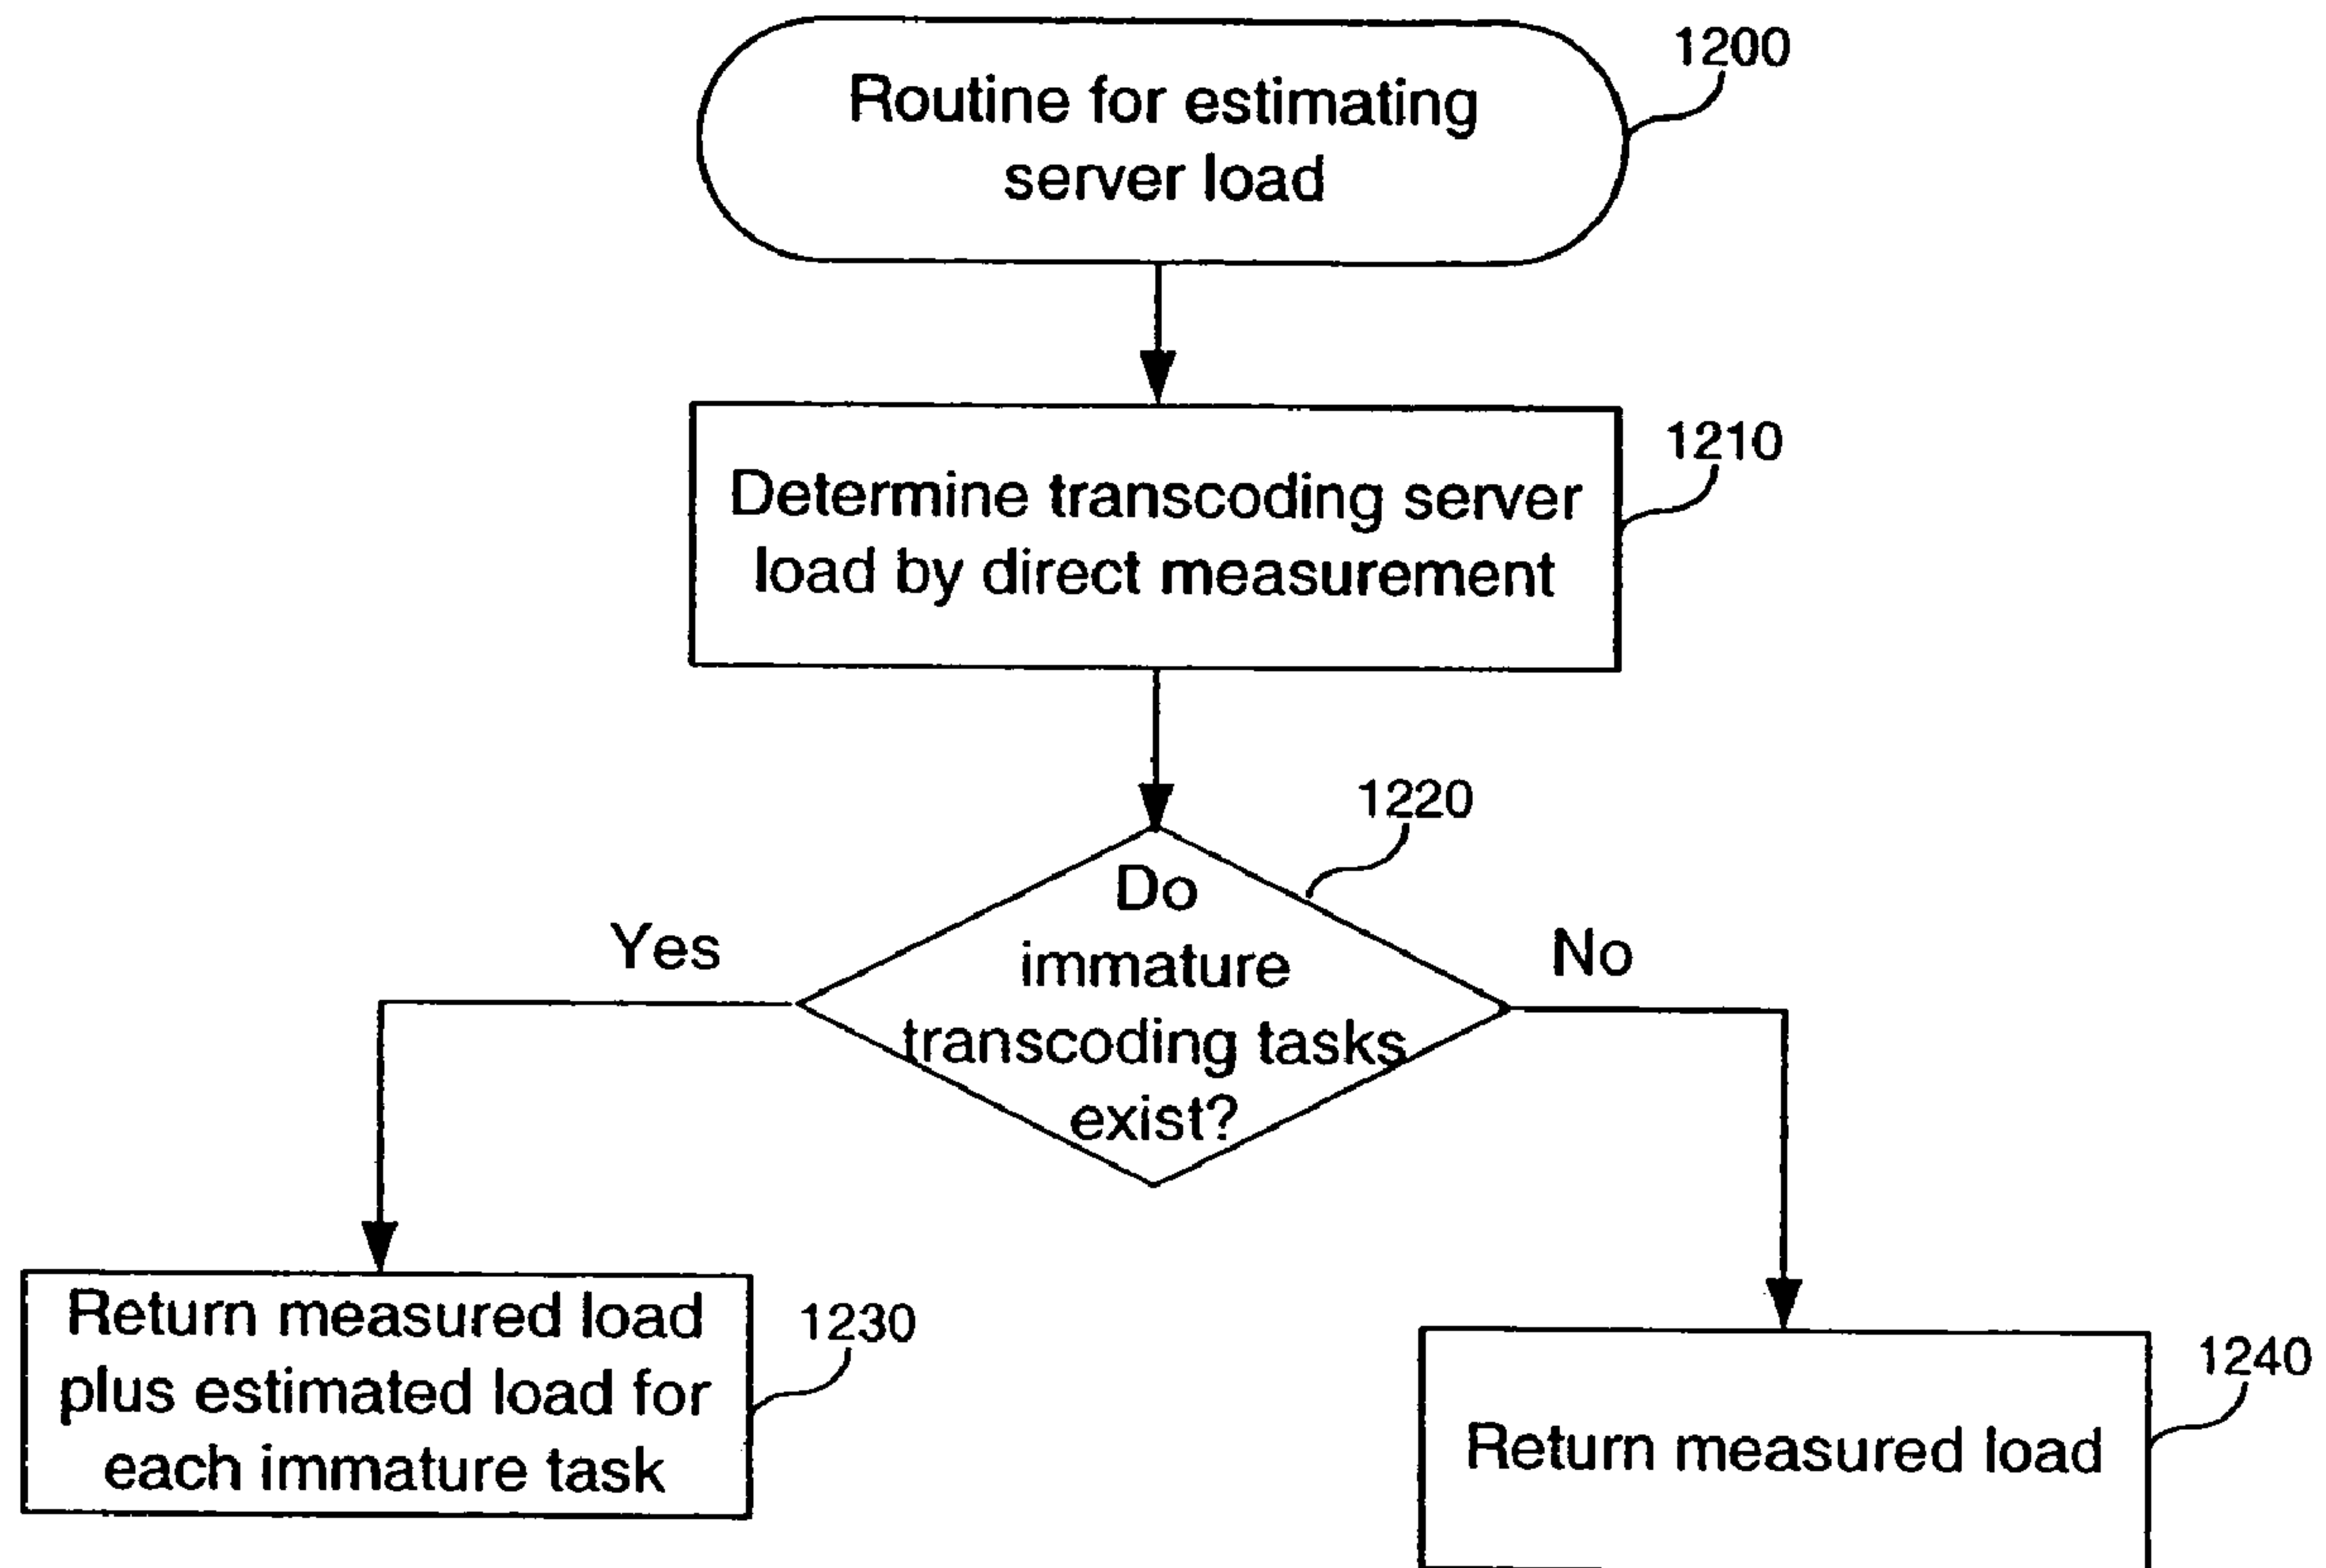 1200
Routine for estimating
server load
1210
Determine transcoding server
load by direct measurement
1220
Do
immature
transcoding tasks
exist?
Yes
No
Return measured load
plus estimated load for
each immature task
1230
1240
Return measured load